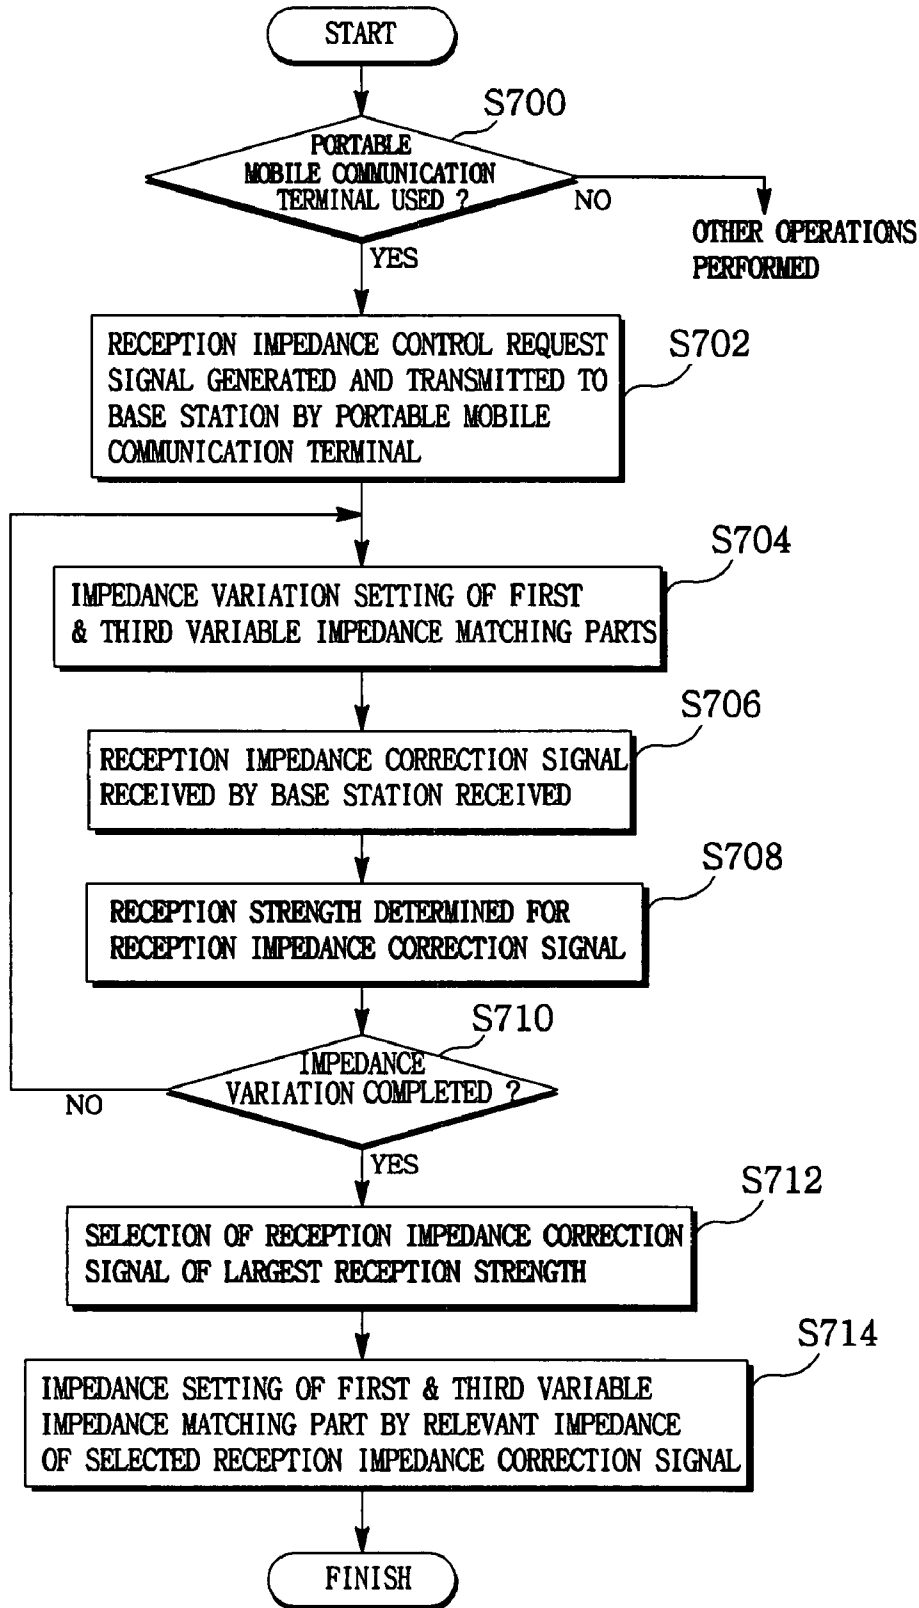 START
S700
PORTABLE
MOBILE COMMUNICATION
TERMINAL USED ?
NO
OTHER OPERATIONS
PERFORMED
YES
S702
RECEPTION IMPEDANCE CONTROL REQUEST
SIGNAL GENERATED AND TRANSMITTED TO
BASE STATION BY PORTABLE MOBILE
COMMUNICATION TERMINAL
S704
IMPEDANCE VARIATION SETTING OF FIRST
& THIRD VARIABLE IMPEDANCE MATCHING PARTS
S706
RECEPTION IMPEDANCE CORRECTION SIGNAL
RECEIVED BY BASE STATION RECEIVED
S708
RECEPTION STRENGTH DETERMINED FOR
RECEPTION IMPEDANCE CORRECTION SIGNAL
S710
IMPEDANCE
VARIATION COMPLETED ?
NO
YES
S712
SELECTION OF RECEPTION IMPEDANCE CORRECTION
SIGNAL OF LARGEST RECEPTION STRENGTH
S714
IMPEDANCE SETTING OF FIRST & THIRD VARIABLE
IMPEDANCE MATCHING PART BY RELEVANT IMPEDANCE
OF SELECTED RECEPTION IMPEDANCE CORRECTION SIGNAL
FINISH